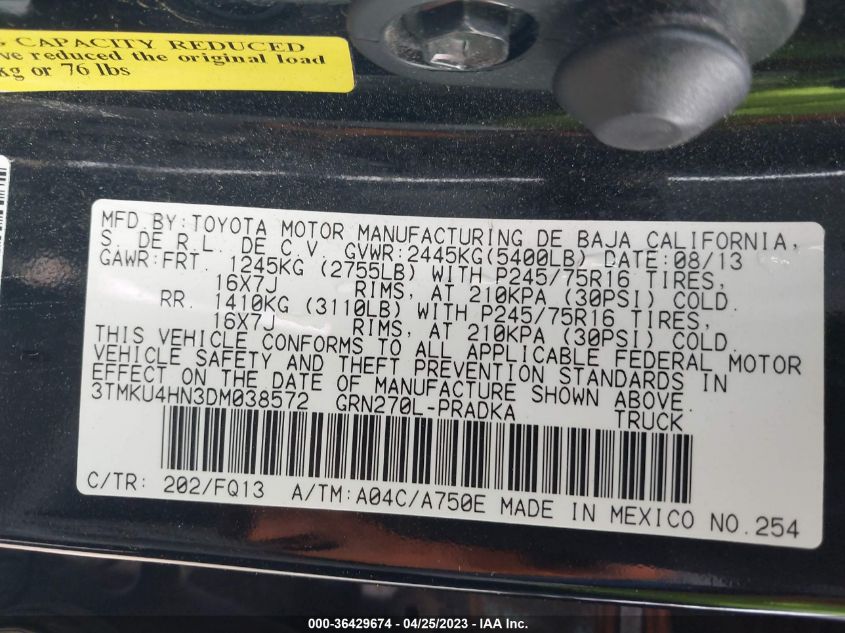 G CAPACITY REDUCED
ve reduced the original load
kg or 76 lbs
MFD.BY:TOYOTA MOTOR MANUFACTURING DE BAJA CALIFORNIA,
S. DE R.L. DE C.V. GVWR:2445KG(5400LB) DATE:08/13
GAWR:FRT. 1245KG (2755LB) WITH P245/75R16 TIRES,
16X7J RIMS, AT 210KPA (30PSI) COLD.
RR. 1410KG (3110LB) WITH P245/75R16 TIRES,
16X7J RIMS, AT 210KPA (30PSI) COLD.
THIS VEHICLE CONFORMS TO ALL APPLICABLE FEDERAL MOTOR
VEHICLE SAFETY AND THEFT PREVENTION STANDARDS IN
EFFECT ON THE DATE OF MANUFACTURE SHOWN ABOVE.
3TMKU4HN3DM038572 GRN270L-PRADKA TRUCK
C/TR: 202/FQ13 A/TM:A04C/A750E MADE IN MEXICO NO.254
000-36429674 - 04/25/2023 - IAA Inc.